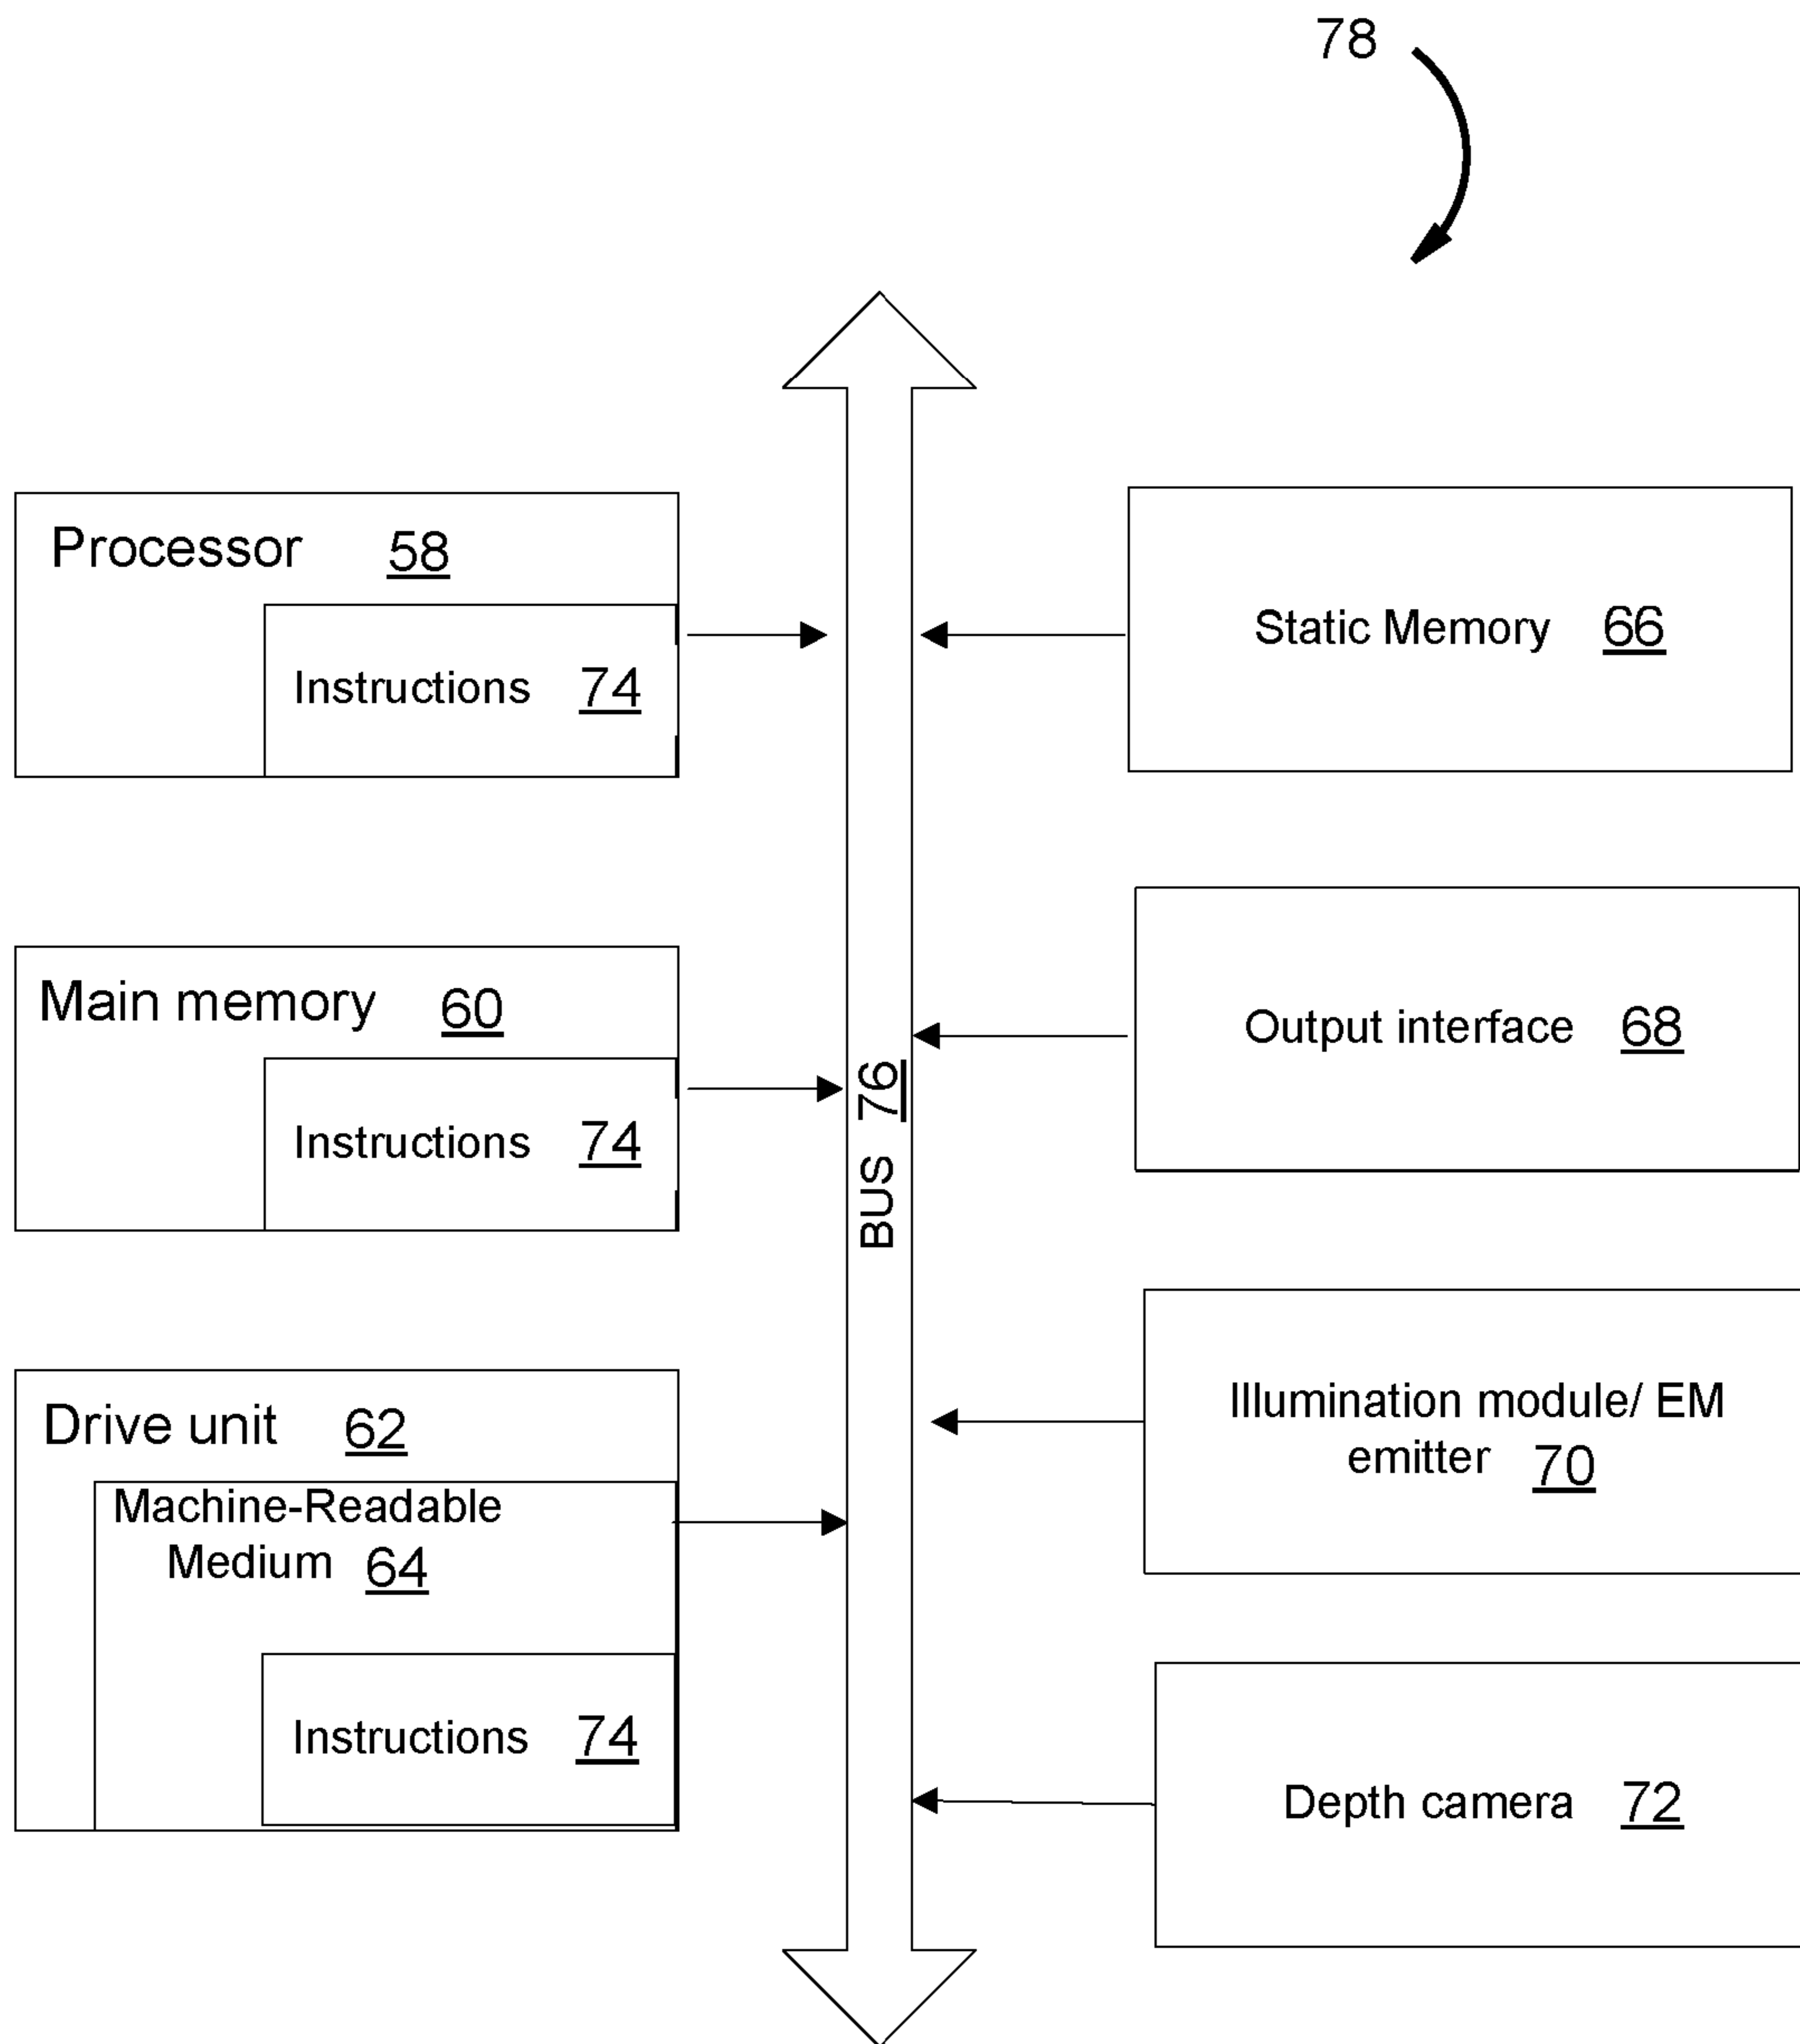 78
Processor 58
Instructions 74
Static Memory 66
Main memory 60
Instructions 74
Output interface 68
BUS 76
Drive unit 62
Machine-Readable
Medium 64
Instructions 74
Illumination module/ EM
emitter 70
Depth camera 72